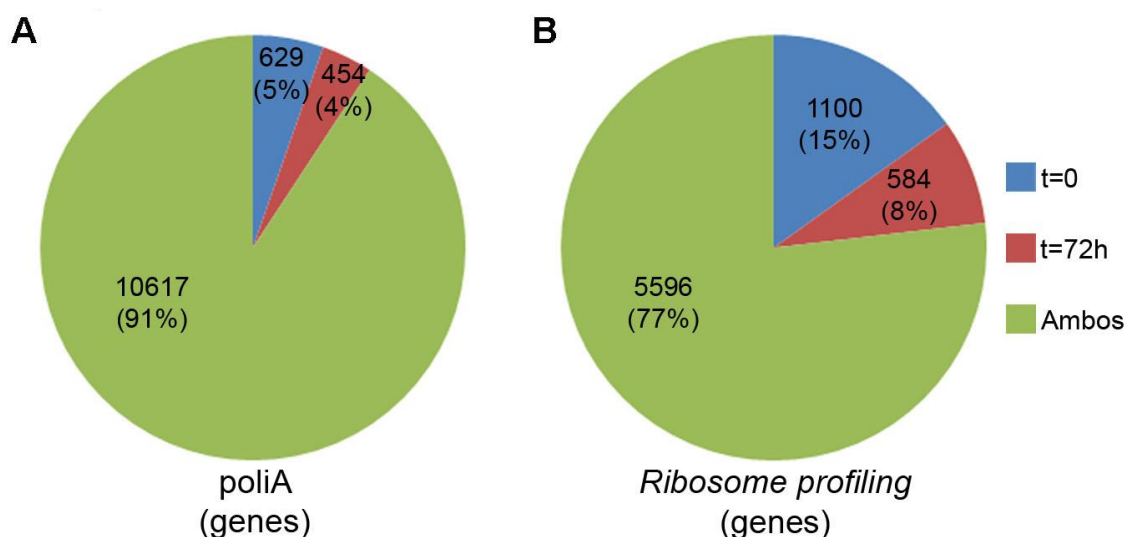 A
629
(5%)
454
(4%)
10617
(91%)
poliA
(genes)
B
1100
(15%)
584
(8%)
5596
(77%)
Ribosome profiling
(genes)
t=0
t=72h
Ambos